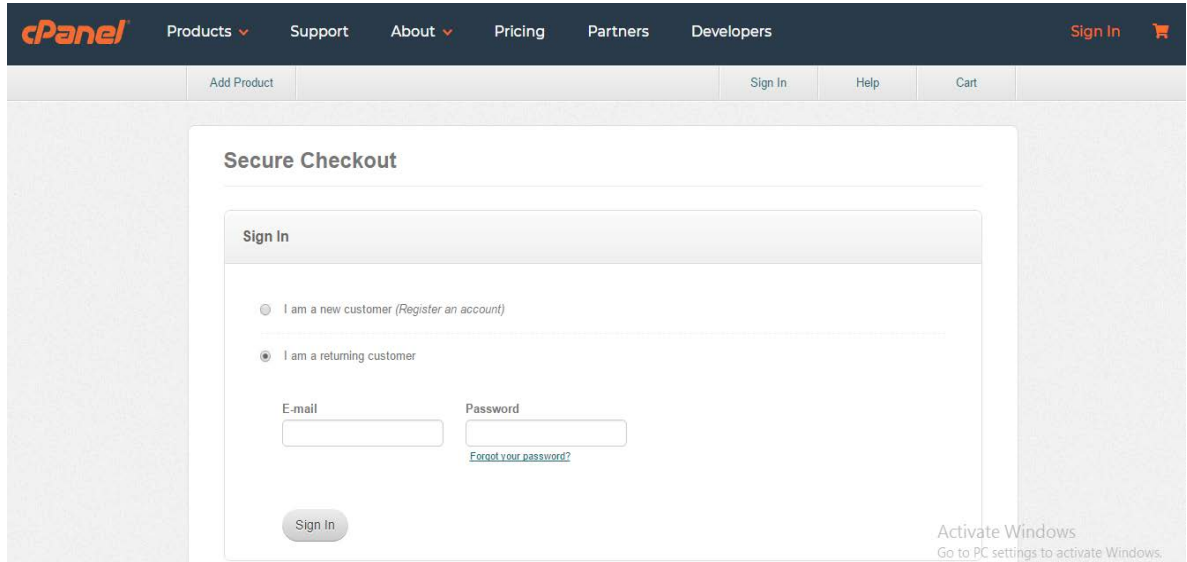 cPanel Products Support About Pricing Partners Developers Sign In
Add Product Sign In Help Cart
Secure Checkout
Sign In
I am a new customer (Register an account)
I am a returning customer
E-mail Password
Forgot your password?
Sign In
Activate Windows
Go to PC settings to activate Windows.